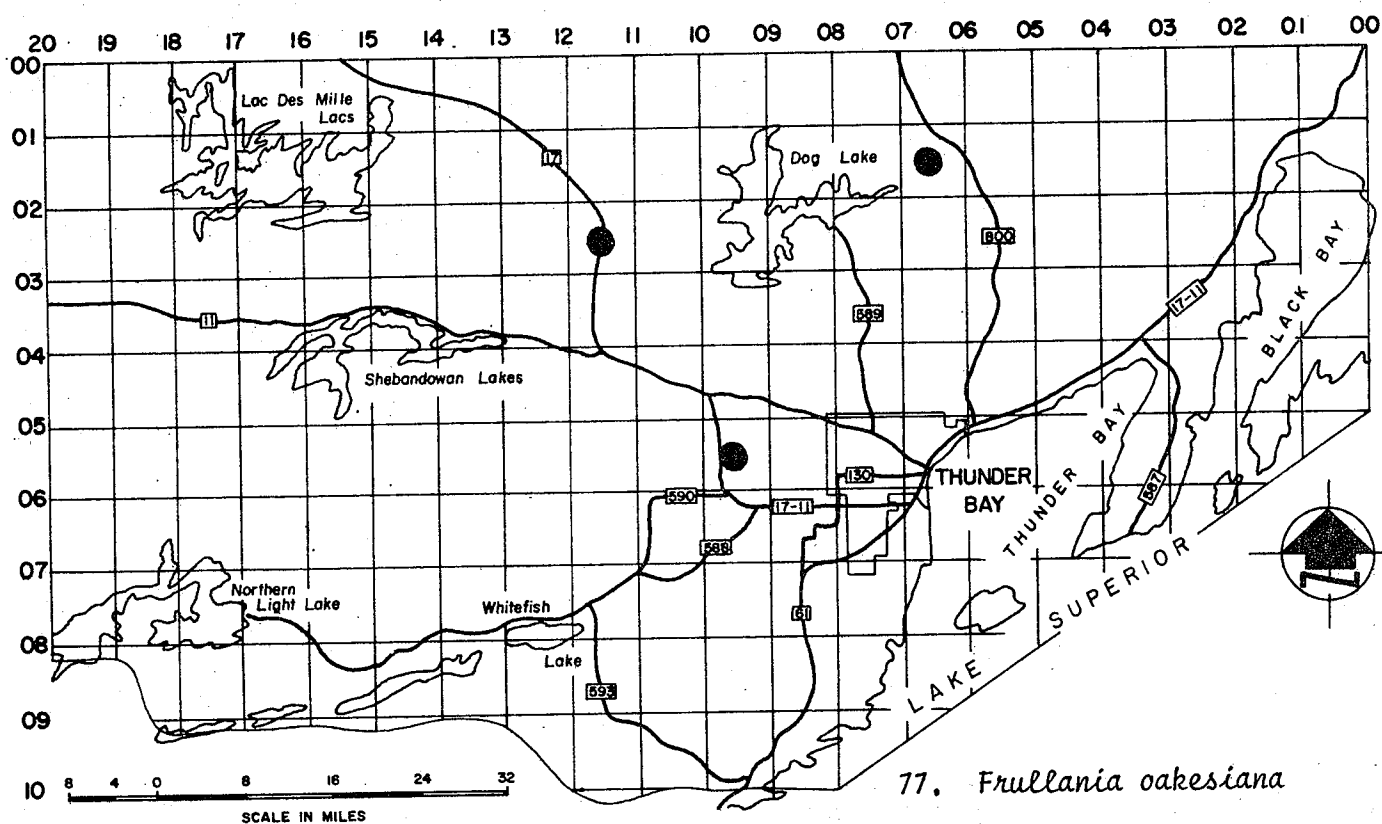 20 19 18 17 16 15 14 13 12 11 10 09 08 07 06 05 04 03 02 01 00
00
01
02
03
04
05
06
07
08
09
10
Lac Des Mille
Lacs
17
Dog Lake
800
589
11
Shebandowan Lakes
17-11
BLACK BAY
THUNDER BAY
130
THUNDER
BAY
590
17-11
587
588
Northern
Light Lake
Whitefish
Lake
61
593
LAKE SUPERIOR
N
8 4 0 8 16 24 32
SCALE IN MILES
77. Frullania oakesiana